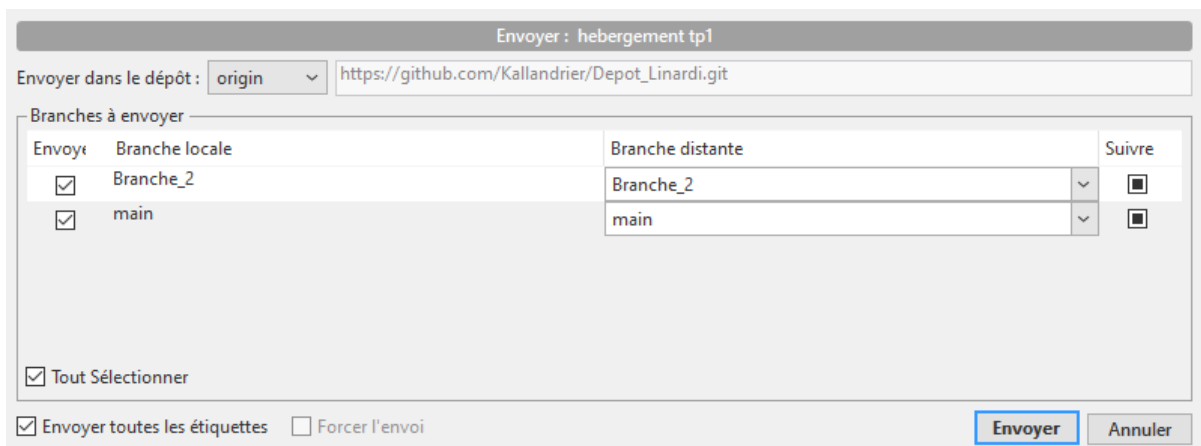 Envoyer : hebergement tp1
Envoyer dans le dépôt : origin https://github.com/Kallandrier/Depot_Linardi.git
Branches à envoyer
Envoye Branche locale Branche distante Suivre
Branche_2 Branche_2
main main
Tout Sélectionner
Envoyer toutes les étiquettes Forcer l'envoi Envoyer Annuler